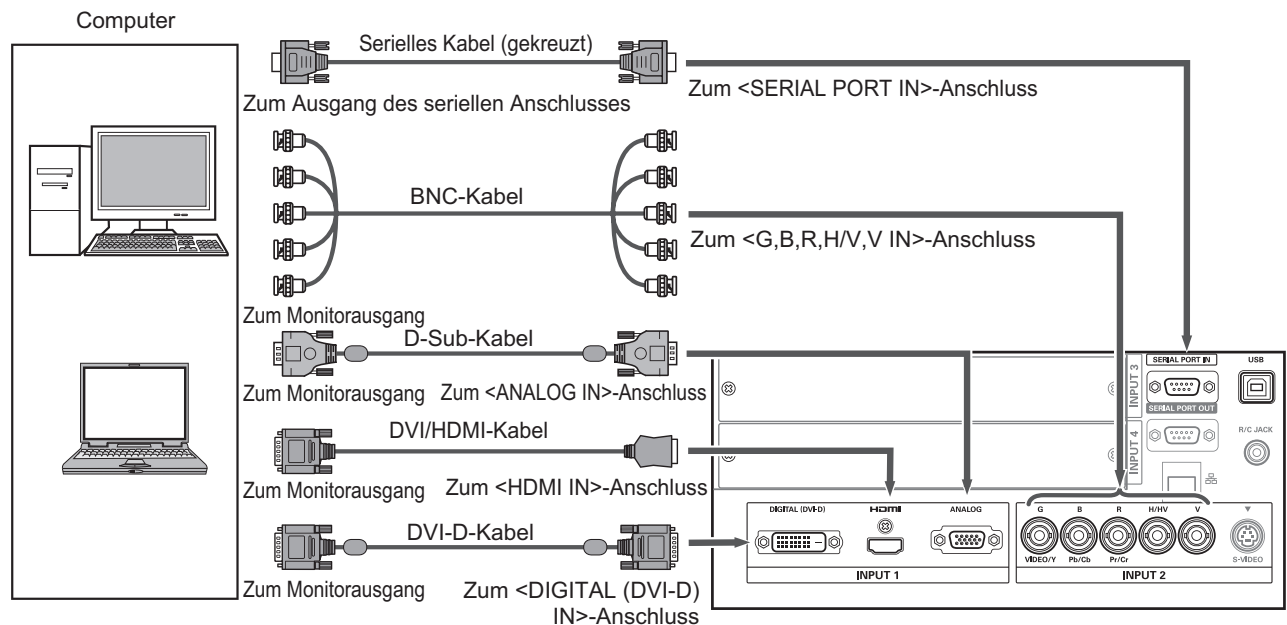 Computer
Serielles Kabel (gekreuzt)
Zum Ausgang des seriellen Anschlusses
Zum <SERIAL PORT IN>-Anschluss
BNC-Kabel
Zum Monitorausgang
Zum <G,B,R,H/V,V IN>-Anschluss
D-Sub-Kabel
Zum Monitorausgang
Zum <ANALOG IN>-Anschluss
DVI/HDMI-Kabel
Zum Monitorausgang
Zum <HDMI IN>-Anschluss
DVI-D-Kabel
Zum Monitorausgang
Zum <DIGITAL (DVI-D)
IN>-Anschluss
INPUT 3
SERIAL PORT IN
USB
SERIAL PORT OUT
INPUT 4
R/C JACK
DIGITAL (DVI-D)
HDMI
ANALOG
INPUT 1
G
B
R
H/HV
V
VIDEO/Y
Pb/Cb
Pr/Cr
S-VIDEO
INPUT 2